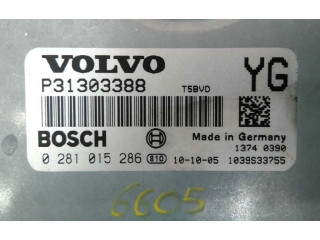 VOLVO
YG
P31303388 T5BVD
BOSCH
Made in Germany
1374 0390
0 281 015 286 S10 10-10-05 1039S33755
6605